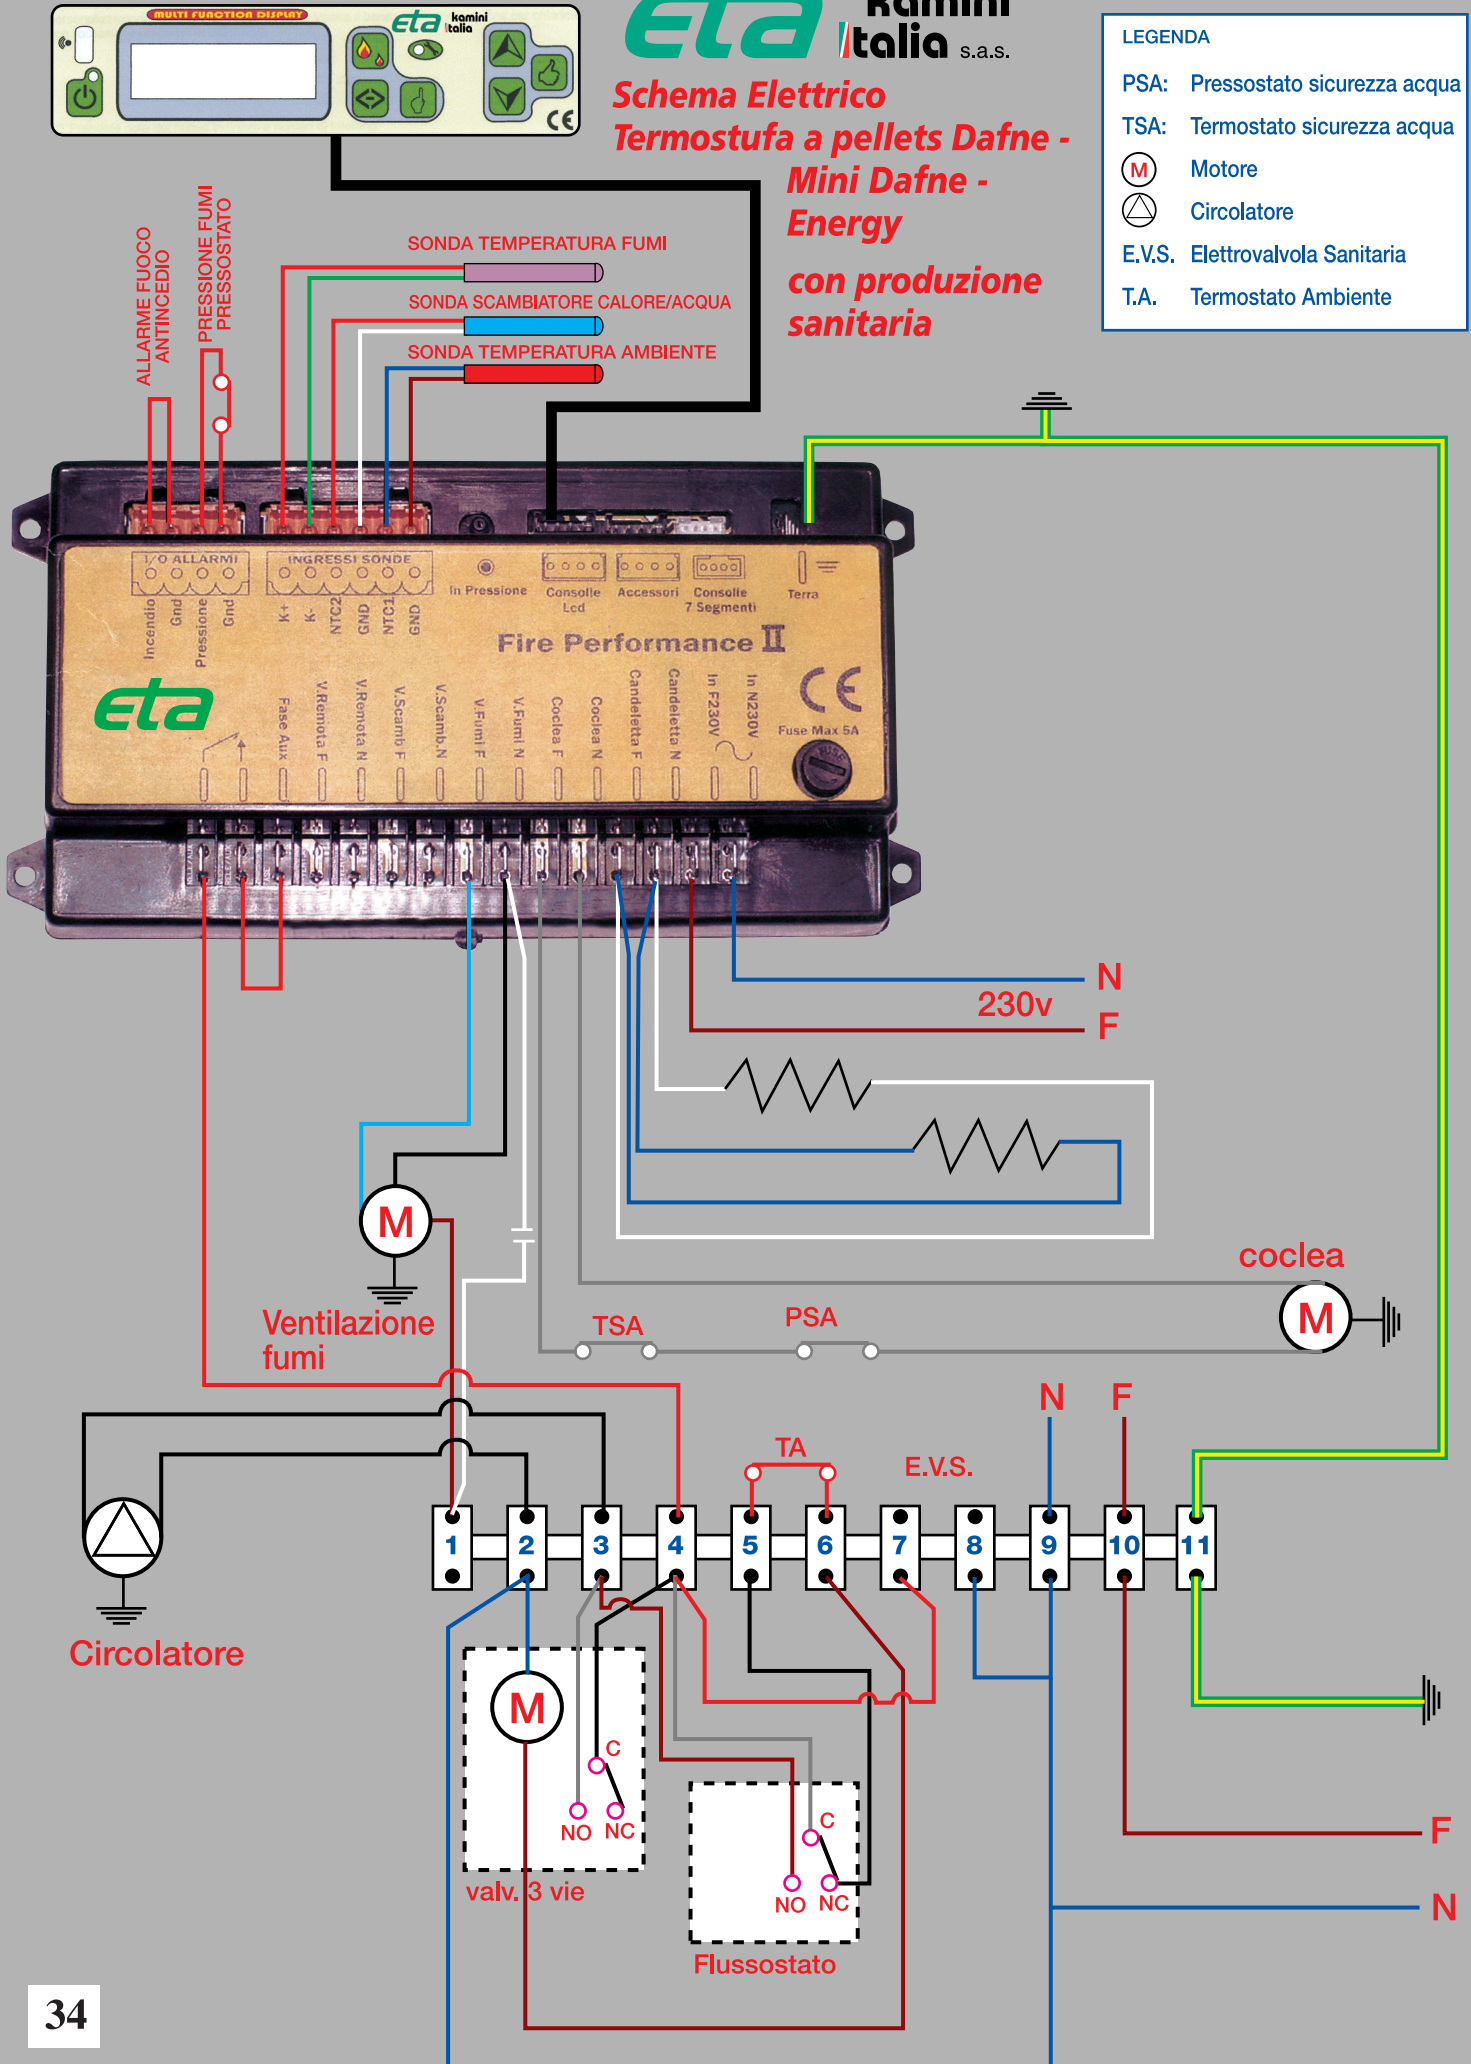 MULTI FUNCTION DISPLAY
eta kamini
Italia
CE
eta kamini
Italia s.a.s.
Schema Elettrico
Termostufa a pellets Dafne -
Mini Dafne -
Energy
con produzione
sanitaria
LEGENDA
PSA: Pressostato sicurezza acqua
TSA: Termostato sicurezza acqua
M Motore
Circolatore
E.V.S. Elettrovalvola Sanitaria
T.A. Termostato Ambiente
ALLARME FUOCO
ANTINCEDIO
PRESSIONE FUMI
PRESSOSTATO
SONDA TEMPERATURA FUMI
SONDA SCAMBIATORE CALORE/ACQUA
SONDA TEMPERATURA AMBIENTE
I/O ALLARMI
INGRESSI SONDE
In Pressione
Consolle
Lcd
Accessori
Consolle
7 Segmenti
Terra
Incendio
Gnd
Pressione
Gnd
K+
K-
NTC2
GND
NTC1
GND
Fire Performance II
eta
CE
Fuse Max 5A
Fase Aux
V.Remota F
V.Remota N
V.Scamb F
V.Scamb.N
V.Fumi F
V.Fumi N
Coclea F
Coclea N
Candeletta F
Candeletta N
In F230V
In N230V
N
230v
F
M
Ventilazione
fumi
coclea
M
TSA
PSA
N F
TA
E.V.S.
1 2 3 4 5 6 7 8 9 10 11
Circolatore
M
C
NO NC
valv. 3 vie
C
NO NC
Flussostato
F
N
34